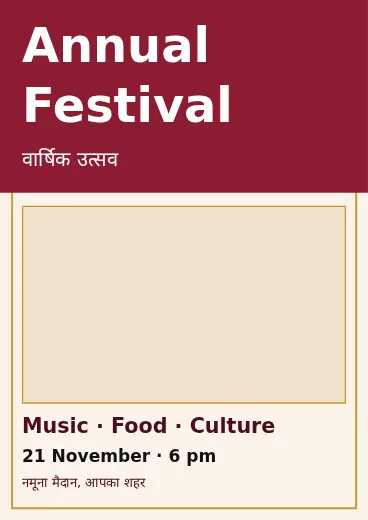 Annual
Festival
वार्षिक उत्सव
Music · Food · Culture
21 November · 6 pm
नमूना मैदान, आपका शहर